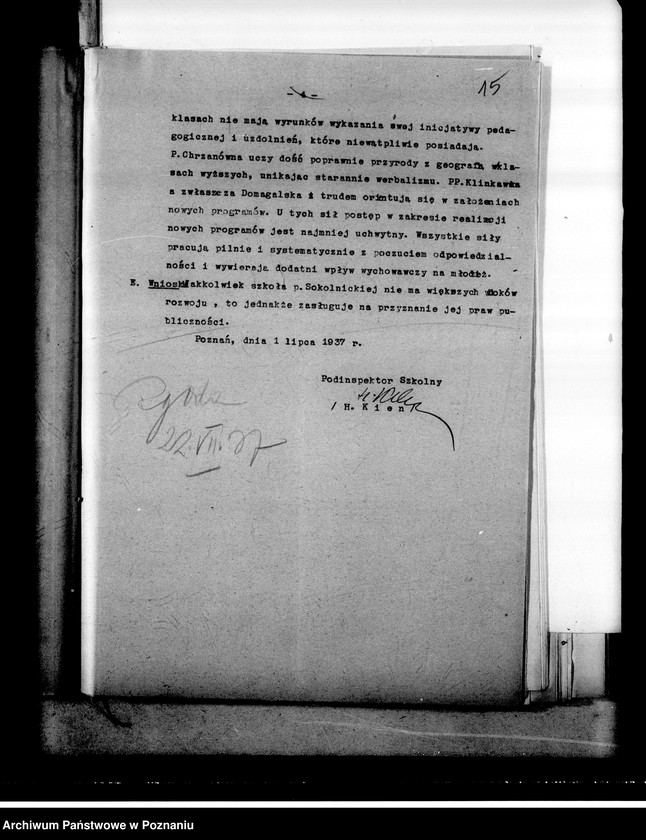 15
klasach nie mają wyrunków wykazania swej inicjatywy peda-
gogicznej i uzdolnień, które niewątpliwie posiadają.
P.Chrzanówna uczy dość poprawnie przyrody z geografią w kla-
sach wyższych, unikając starannie werbalizmu. PP.Klinkawka
a zwłaszcza Domagalska z trudem orientują się w założeniach
nowych programów. U tych sił postęp w zakresie realizacji
nowych programów jest najmniej uchwytny. Wszystkie siły
pracują pilnie i systematycznie z poczuciem odpowiedzial-
ności i wywierają dodatni wpływ wychowawczy na młodzież.
E. Wnioski Jakkolwiek szkoła p.Sokolnickiej nie ma większych widoków
rozwoju , to jednakże zasługuje na przyznanie jej praw pu-
bliczności.
Poznań, dnia 1 lipca 1937 r.
Podinspektor Szkolny
/ H. Kien
Zgoda
22.VII.37
Archiwum Państwowe w Poznaniu